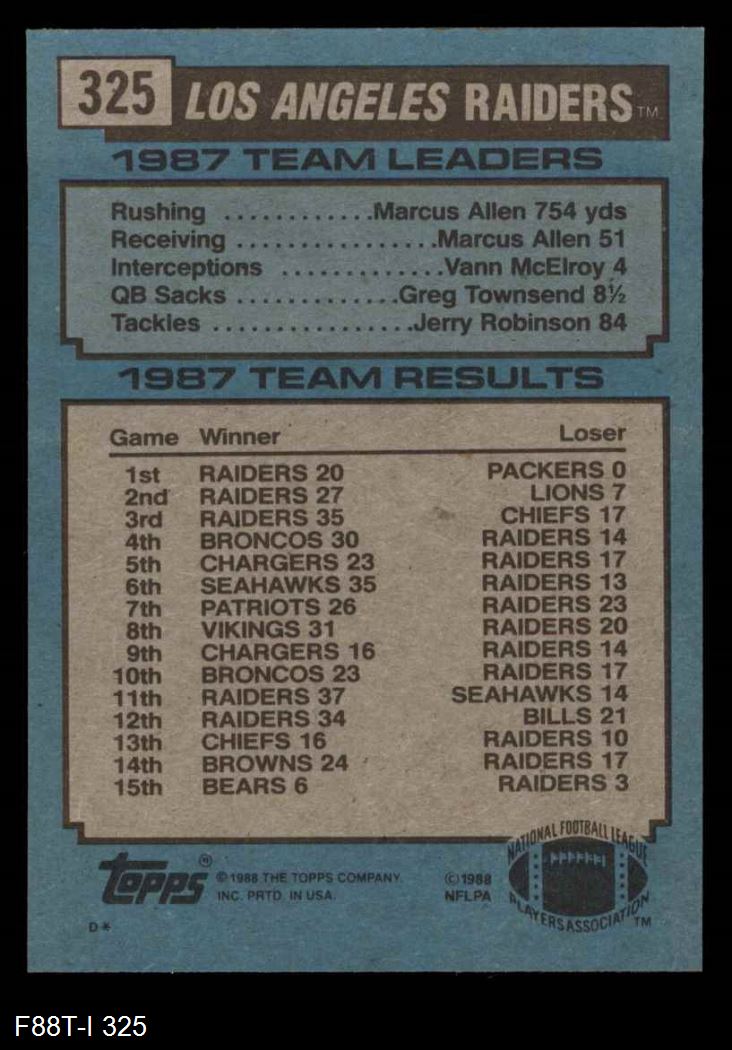 325 LOS ANGELES RAIDERS™
1987 TEAM LEADERS
Rushing ............Marcus Allen 754 yds
Receiving ................Marcus Allen 51
Interceptions .............Vann McElroy 4
QB Sacks .............Greg Townsend 8½
Tackles ................Jerry Robinson 84
1987 TEAM RESULTS
Game Winner Loser
1st RAIDERS 20 PACKERS 0
2nd RAIDERS 27 LIONS 7
3rd RAIDERS 35 CHIEFS 17
4th BRONCOS 30 RAIDERS 14
5th CHARGERS 23 RAIDERS 17
6th SEAHAWKS 35 RAIDERS 13
7th PATRIOTS 26 RAIDERS 23
8th VIKINGS 31 RAIDERS 20
9th CHARGERS 16 RAIDERS 14
10th BRONCOS 23 RAIDERS 17
11th RAIDERS 37 SEAHAWKS 14
12th RAIDERS 34 BILLS 21
13th CHIEFS 16 RAIDERS 10
14th BROWNS 24 RAIDERS 17
15th BEARS 6 RAIDERS 3
topps® © 1988 THE TOPPS COMPANY.
INC. PRTD. IN USA.
© 1988
NFLPA
NATIONAL FOOTBALL LEAGUE
PLAYERS ASSOCIATION ™
D*
F88T-I 325